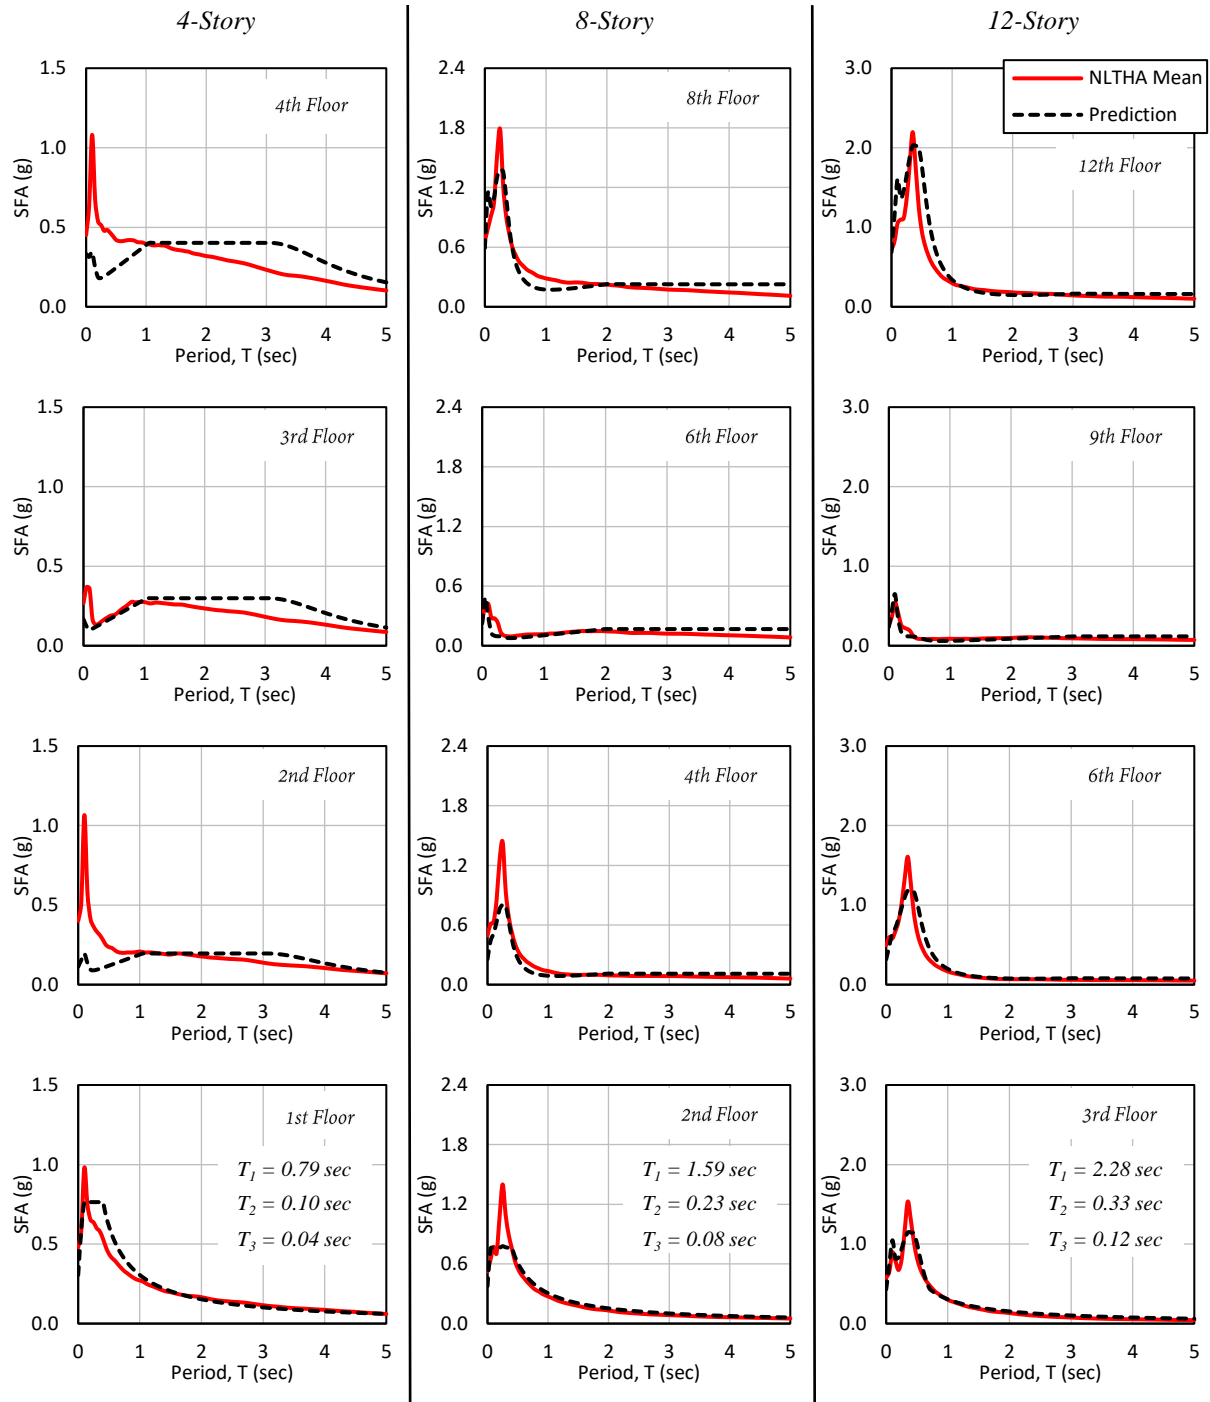 4-Story
8-Story
12-Story
1.5
1.0
0.5
0.0
SFA (g)
4th Floor
0 1 2 3 4 5
Period, T (sec)
2.4
1.8
1.2
0.6
0.0
SFA (g)
8th Floor
0 1 2 3 4 5
Period, T (sec)
3.0
2.0
1.0
0.0
SFA (g)
NLTHA Mean
Prediction
12th Floor
0 1 2 3 4 5
Period, T (sec)
1.5
1.0
0.5
0.0
SFA (g)
3rd Floor
0 1 2 3 4 5
Period, T (sec)
2.4
1.8
1.2
0.6
0.0
SFA (g)
6th Floor
0 1 2 3 4 5
Period, T (sec)
3.0
2.0
1.0
0.0
SFA (g)
9th Floor
0 1 2 3 4 5
Period, T (sec)
1.5
1.0
0.5
0.0
SFA (g)
2nd Floor
0 1 2 3 4 5
Period, T (sec)
2.4
1.8
1.2
0.6
0.0
SFA (g)
4th Floor
0 1 2 3 4 5
Period, T (sec)
3.0
2.0
1.0
0.0
SFA (g)
6th Floor
0 1 2 3 4 5
Period, T (sec)
1.5
1.0
0.5
0.0
SFA (g)
1st Floor
T1 = 0.79 sec
T2 = 0.10 sec
T3 = 0.04 sec
0 1 2 3 4 5
Period, T (sec)
2.4
1.8
1.2
0.6
0.0
SFA (g)
2nd Floor
T1 = 1.59 sec
T2 = 0.23 sec
T3 = 0.08 sec
0 1 2 3 4 5
Period, T (sec)
3.0
2.0
1.0
0.0
SFA (g)
3rd Floor
T1 = 2.28 sec
T2 = 0.33 sec
T3 = 0.12 sec
0 1 2 3 4 5
Period, T (sec)